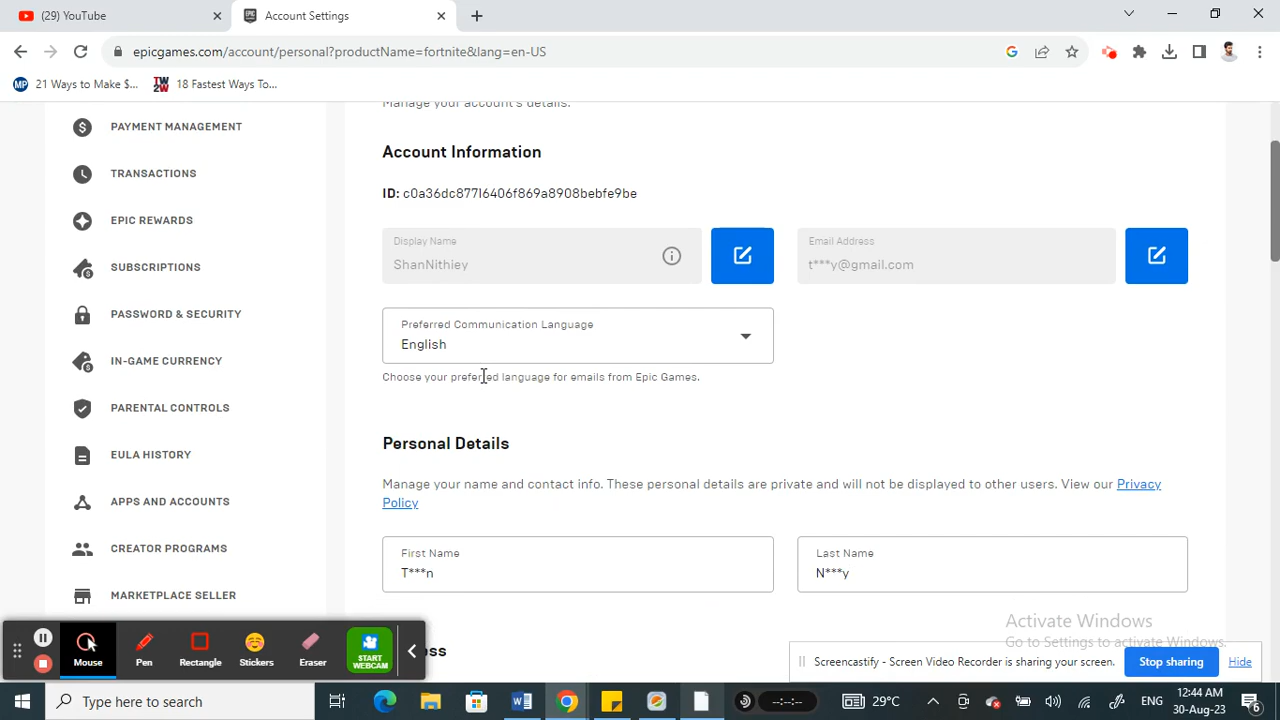 (29) YouTube
Account Settings
epicgames.com/account/personal?productName=fortnite&lang=en-US
21 Ways to Make $...
18 Fastest Ways To...
Manage your account's details.
PAYMENT MANAGEMENT
TRANSACTIONS
EPIC REWARDS
SUBSCRIPTIONS
PASSWORD & SECURITY
IN-GAME CURRENCY
PARENTAL CONTROLS
EULA HISTORY
APPS AND ACCOUNTS
CREATOR PROGRAMS
MARKETPLACE SELLER
Account Information
ID: c0a36dc877l6406f869a8908bebfe9be
Display Name
ShanNithiey
Email Address
t***y@gmail.com
Preferred Communication Language
English
Choose your preferred language for emails from Epic Games.
Personal Details
Manage your name and contact info. These personal details are private and will not be displayed to other users. View our Privacy
Policy
First Name
T***n
Last Name
N***y
Activate Windows
Go to Settings to activate Windows.
Mouse
Pen
Rectangle
Stickers
Eraser
START
WEBCAM
Screencastify - Screen Video Recorder is sharing your screen.
Stop sharing
Hide
Type here to search
--:--:--
29°C
ENG
12:44 AM
30-Aug-23
6